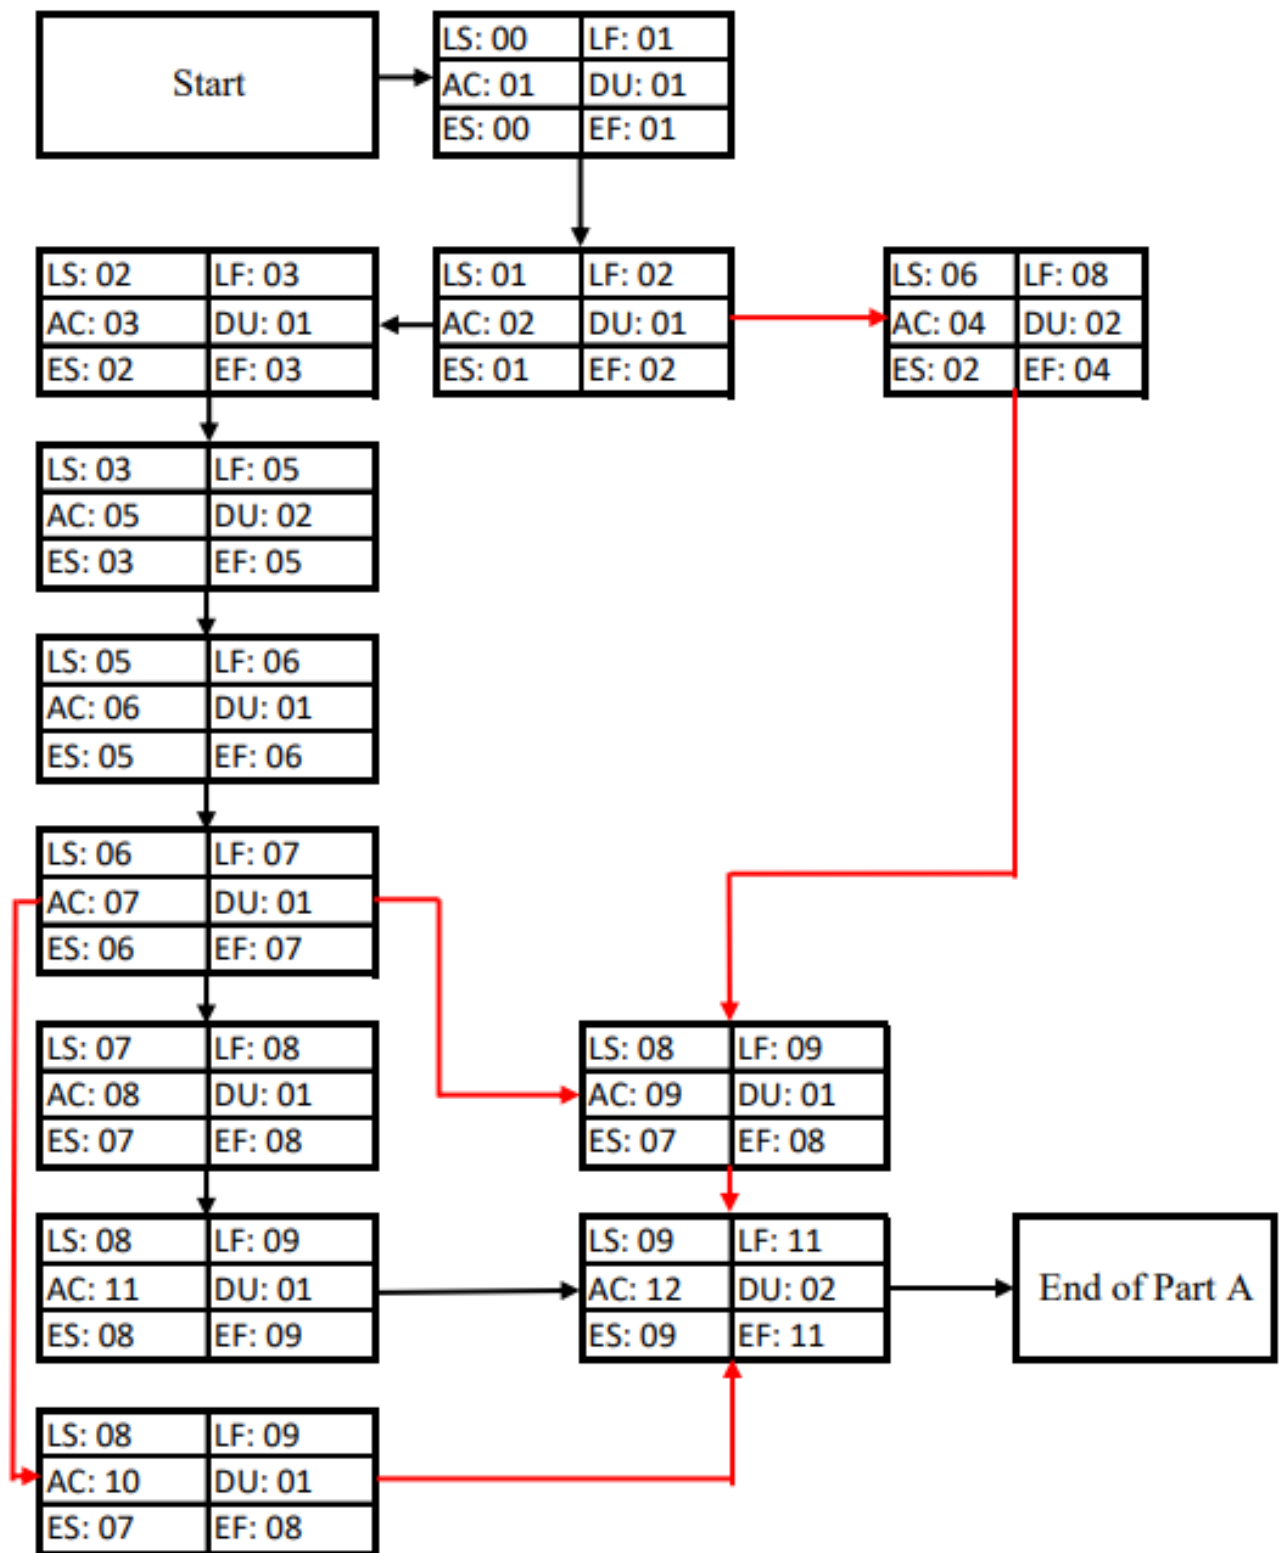 Start
LS: 00 LF: 01
AC: 01 DU: 01
ES: 00 EF: 01
LS: 02 LF: 03
AC: 03 DU: 01
ES: 02 EF: 03
LS: 01 LF: 02
AC: 02 DU: 01
ES: 01 EF: 02
LS: 06 LF: 08
AC: 04 DU: 02
ES: 02 EF: 04
LS: 03 LF: 05
AC: 05 DU: 02
ES: 03 EF: 05
LS: 05 LF: 06
AC: 06 DU: 01
ES: 05 EF: 06
LS: 06 LF: 07
AC: 07 DU: 01
ES: 06 EF: 07
LS: 07 LF: 08
AC: 08 DU: 01
ES: 07 EF: 08
LS: 08 LF: 09
AC: 09 DU: 01
ES: 07 EF: 08
LS: 08 LF: 09
AC: 11 DU: 01
ES: 08 EF: 09
LS: 09 LF: 11
AC: 12 DU: 02
ES: 09 EF: 11
End of Part A
LS: 08 LF: 09
AC: 10 DU: 01
ES: 07 EF: 08